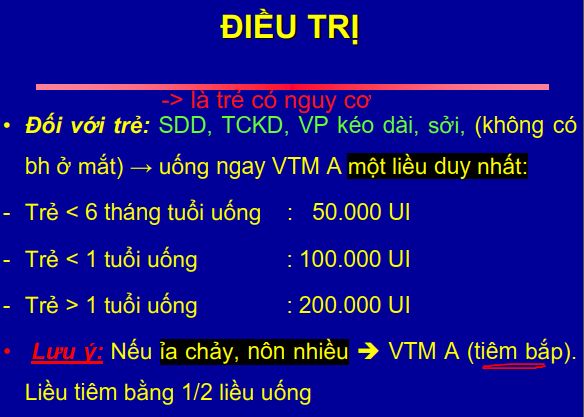 ĐIỀU TRỊ
-> là trẻ có nguy cơ
• Đối với trẻ: SDD, TCKD, VP kéo dài, sởi, (không có
bh ở mắt) → uống ngay VTM A một liều duy nhất:
- Trẻ < 6 tháng tuổi uống : 50.000 UI
- Trẻ < 1 tuổi uống : 100.000 UI
- Trẻ > 1 tuổi uống : 200.000 UI
• Lưu ý: Nếu ỉa chảy, nôn nhiều ➔ VTM A (tiêm bắp).
Liều tiêm bằng 1/2 liều uống